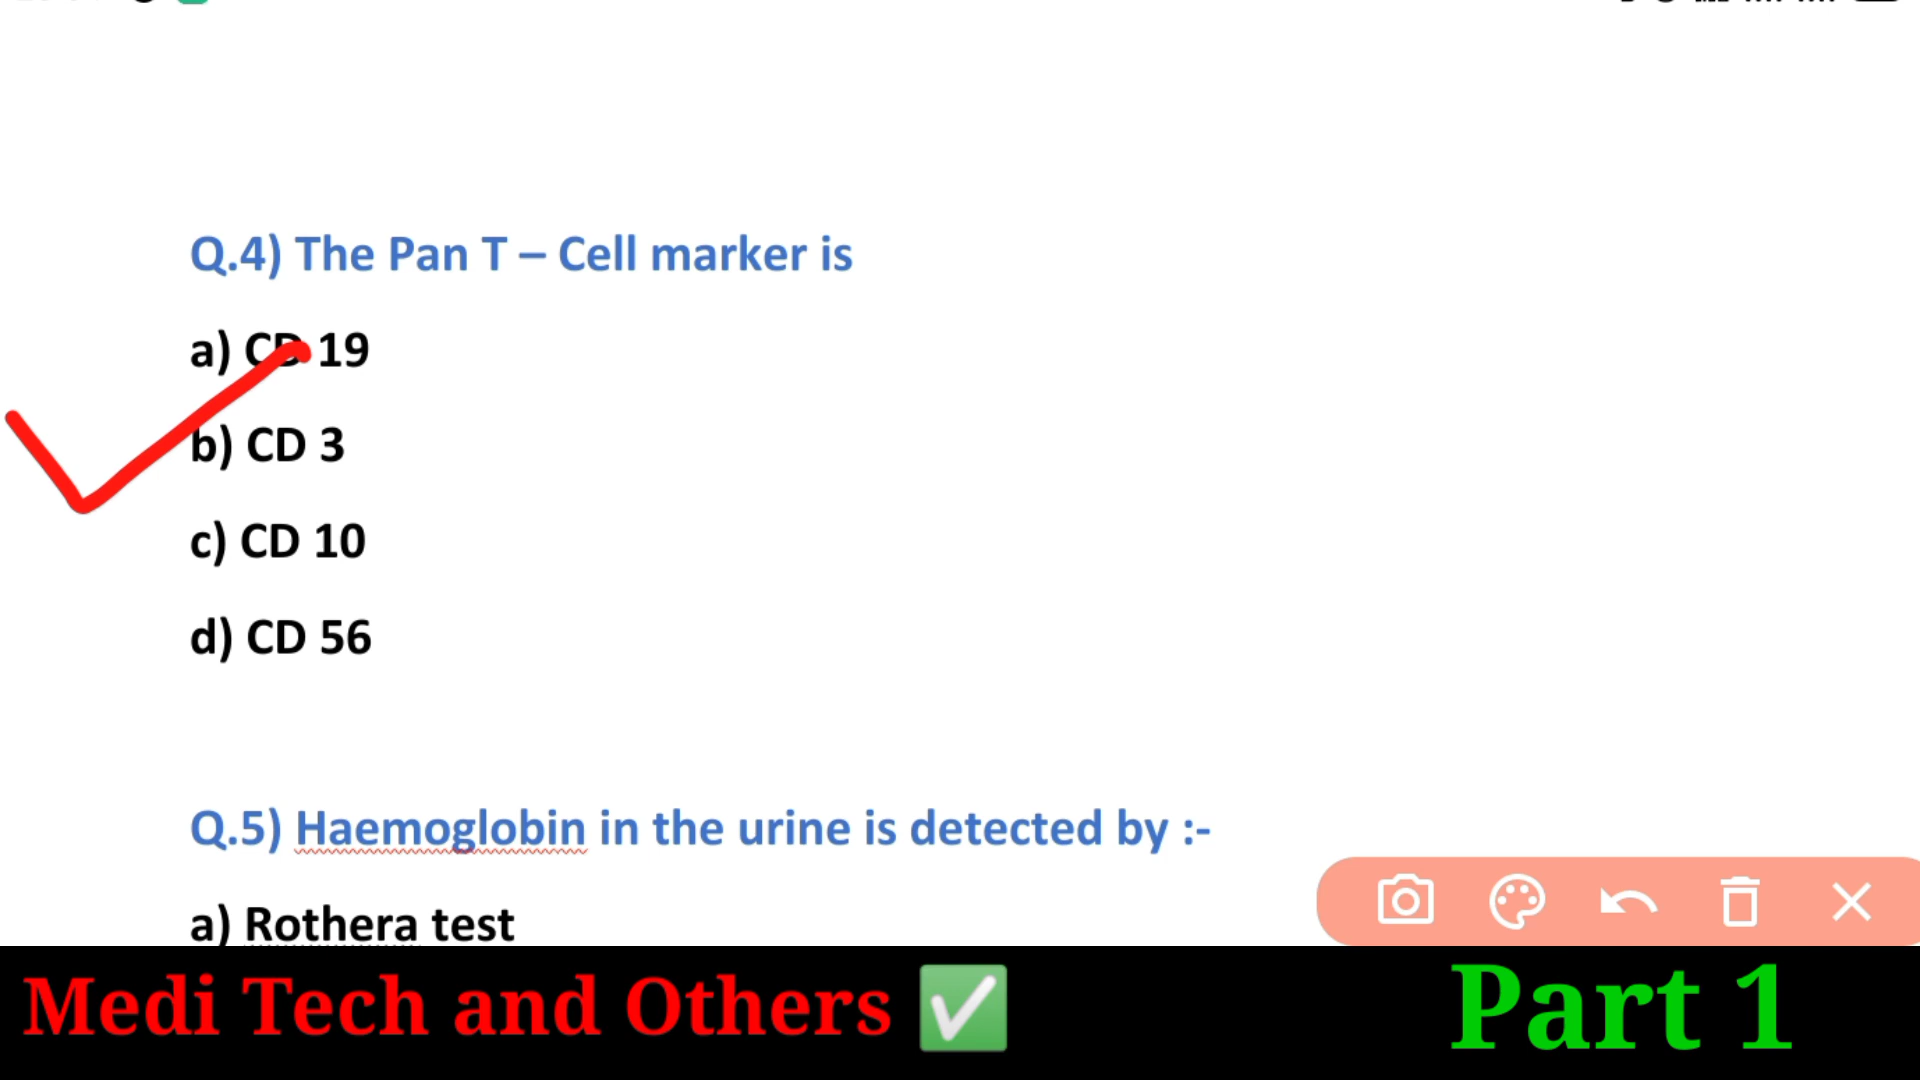 Q.4) The Pan T – Cell marker is
a) CD 19
b) CD 3
c) CD 10
d) CD 56
Q.5) Haemoglobin in the urine is detected by :-
a) Rothera test
Medi Tech and Others ✅
Part 1